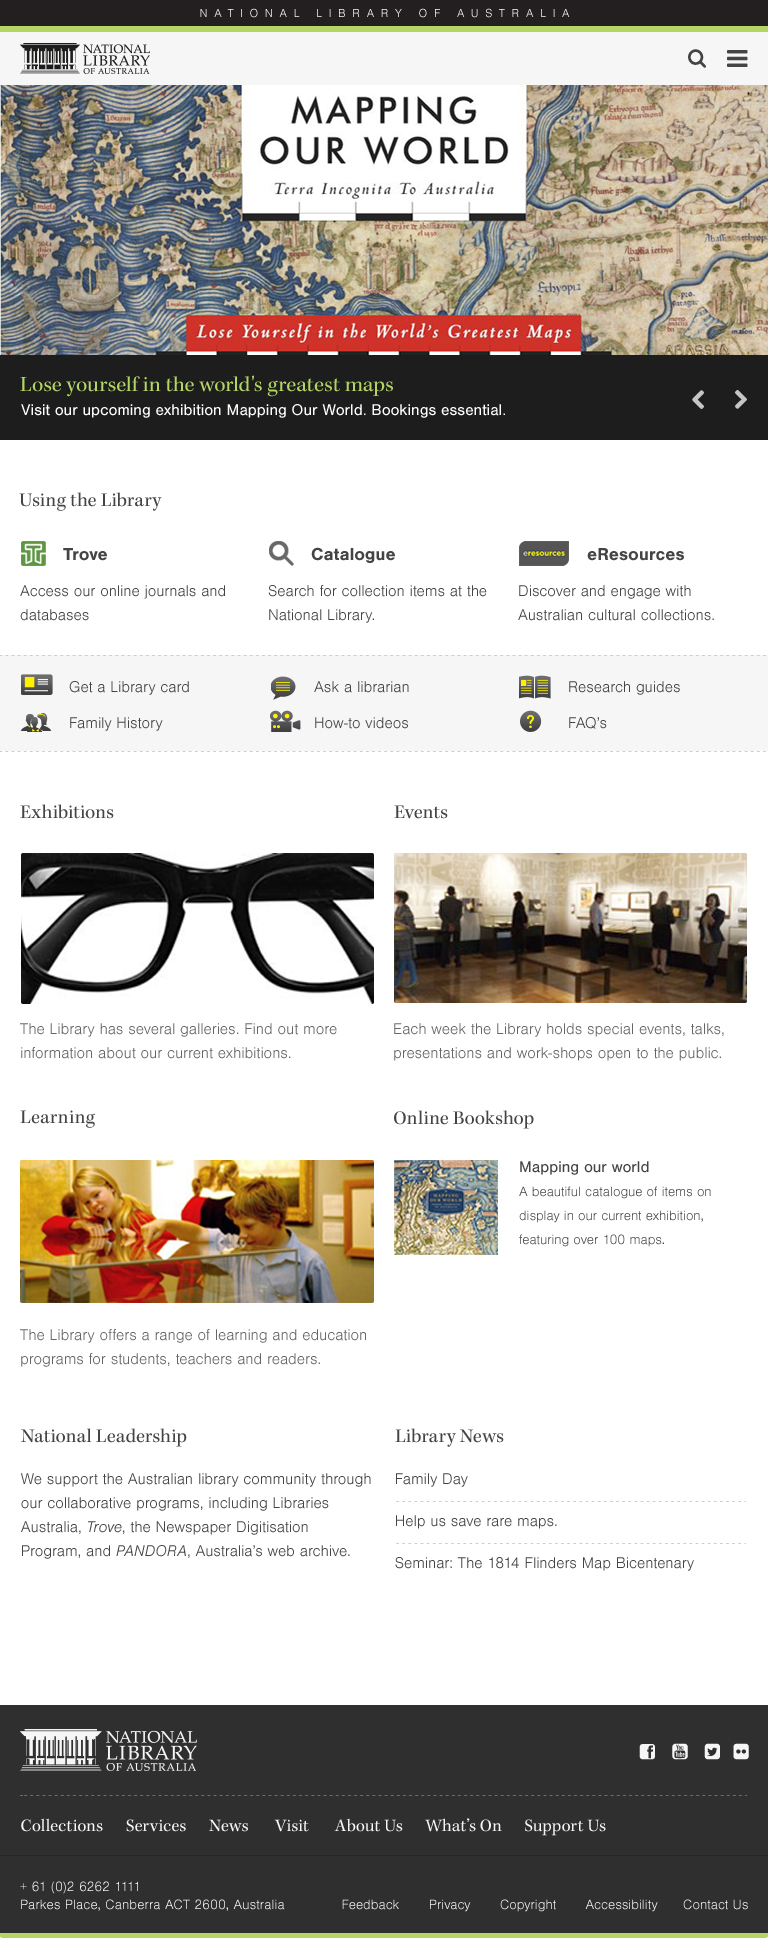 NATIONAL LIBRARY OF AUSTRALIA
NATIONAL
LIBRARY
OF AUSTRALIA
MAPPING
OUR WORLD
Terra Incognita To Australia
Lose Yourself in the World's Greatest Maps
Lose yourself in the world's greatest maps
Visit our upcoming exhibition Mapping Our World. Bookings essential.
Using the Library
Trove
Access our online journals and
databases
Catalogue
Search for collection items at the
National Library.
eresources
eResources
Discover and engage with
Australian cultural collections.
Get a Library card
Ask a librarian
Research guides
Family History
How-to videos
? FAQ's
Exhibitions
The Library has several galleries. Find out more
information about our current exhibitions.
Events
Each week the Library holds special events, talks,
presentations and work-shops open to the public.
Learning
The Library offers a range of learning and education
programs for students, teachers and readers.
Online Bookshop
MAPPING
OUR WORLD
Mapping our world
A beautiful catalogue of items on
display in our current exhibition,
featuring over 100 maps.
National Leadership
We support the Australian library community through
our collaborative programs, including Libraries
Australia, Trove, the Newspaper Digitisation
Program, and PANDORA, Australia's web archive.
Library News
Family Day
Help us save rare maps.
Seminar: The 1814 Flinders Map Bicentenary
NATIONAL
LIBRARY
OF AUSTRALIA
You
Tube
Collections Services News Visit About Us What's On Support Us
+ 61 (0)2 6262 1111
Parkes Place, Canberra ACT 2600, Australia
Feedback Privacy Copyright Accessibility Contact Us